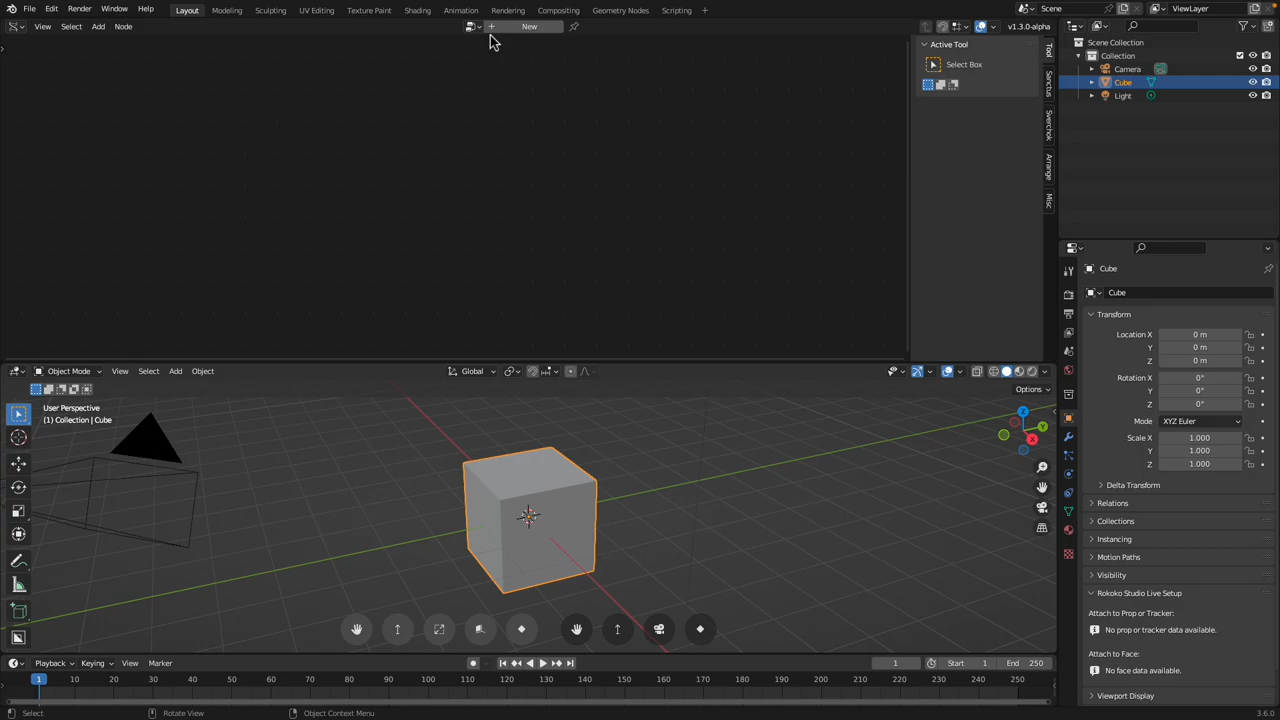 File Edit Render Window Help Layout Modeling Sculpting UV Editing Texture Paint Shading Animation Rendering Compositing Geometry Nodes Scripting + Scene ViewLayer
View Select Add Node + New v1.3.0-alpha
Active Tool
Select Box
Tool
Sanctus
Sverchok
Arrange
Misc
Scene Collection
Collection
Camera
Cube
Light
Cube
Cube
Transform
Location X 0 m
Y 0 m
Z 0 m
Rotation X 0°
Y 0°
Z 0°
Mode XYZ Euler
Scale X 1.000
Y 1.000
Z 1.000
Delta Transform
Relations
Collections
Instancing
Motion Paths
Visibility
Rokoko Studio Live Setup
Attach to Prop or Tracker:
No prop or tracker data available.
Attach to Face:
No face data available.
Viewport Display
Object Mode View Select Add Object Global
Options
User Perspective
(1) Collection | Cube
Z
Y
X
Playback Keying View Marker 1 Start 1 End 250
1 10 20 30 40 50 60 70 80 90 100 110 120 130 140 150 160 170 180 190 200 210 220 230 240 250
Select Rotate View Object Context Menu 3.6.0